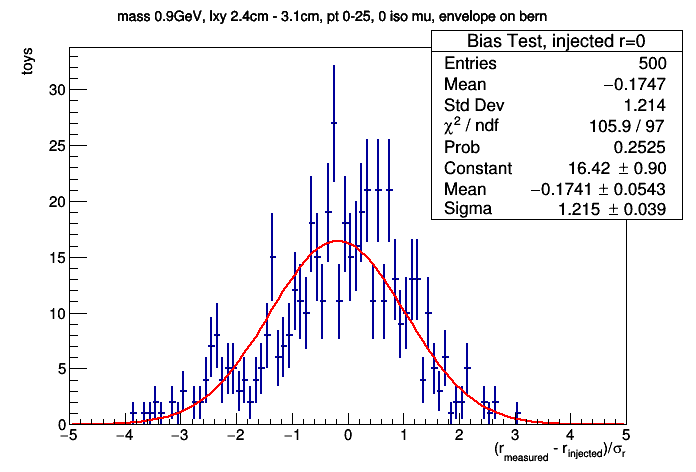 mass 0.9GeV, lxy 2.4cm - 3.1cm, pt 0-25, 0 iso mu, envelope on bern
Bias Test, injected r=0
Entries 500
Mean −0.1747
Std Dev 1.214
χ² / ndf 105.9 / 97
Prob 0.2525
Constant 16.42 ± 0.90
Mean −0.1741 ± 0.0543
Sigma 1.215 ± 0.039
toys
30
25
20
15
10
5
0
−5 −4 −3 −2 −1 0 1 2 3 4 5
(r_measured - r_injected)/σ_r